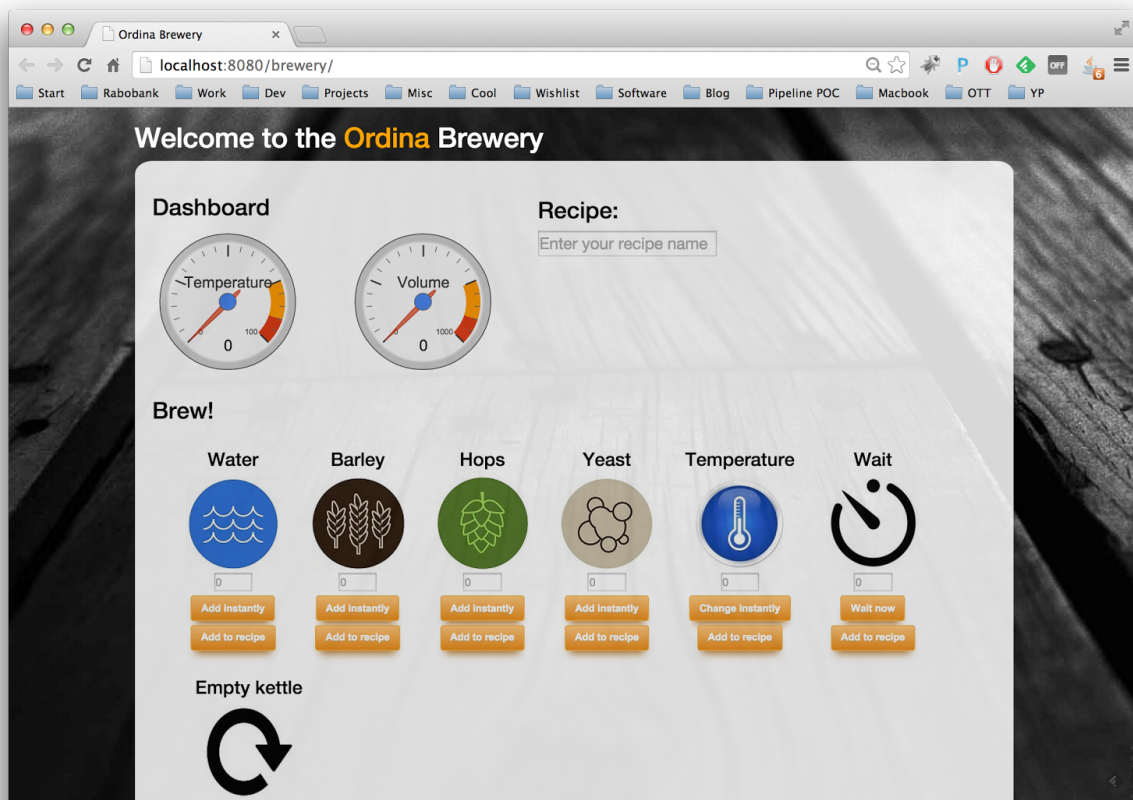 Ordina Brewery
localhost:8080/brewery/
OFF
P
6
Start Rabobank Work Dev Projects Misc Cool Wishlist Software Blog Pipeline POC Macbook OTT YP
Welcome to the Ordina Brewery
Dashboard
Recipe:
Enter your recipe name
Temperature
0 100
0
Volume
0 1000
0
Brew!
Water Barley Hops Yeast Temperature Wait
0 0 0 0 0 0
Add instantly Add instantly Add instantly Add instantly Change instantly Wait now
Add to recipe Add to recipe Add to recipe Add to recipe Add to recipe Add to recipe
Empty kettle